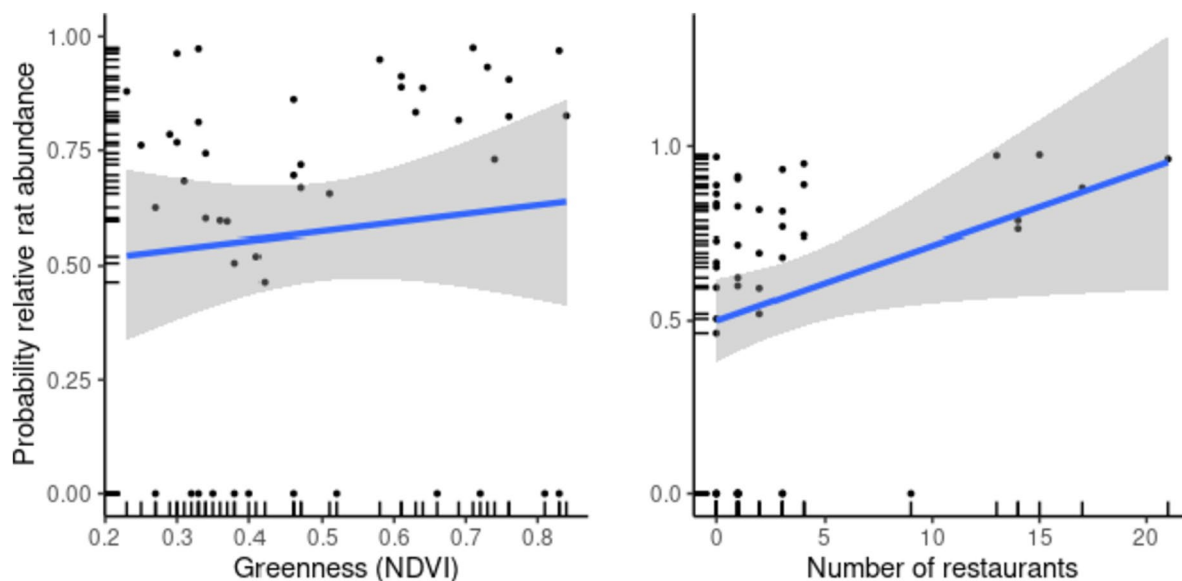 Probability relative rat abundance
1.00
0.75
0.50
0.25
0.00
0.2 0.3 0.4 0.5 0.6 0.7 0.8
Greenness (NDVI)
1.0
0.5
0.0
0 5 10 15 20
Number of restaurants